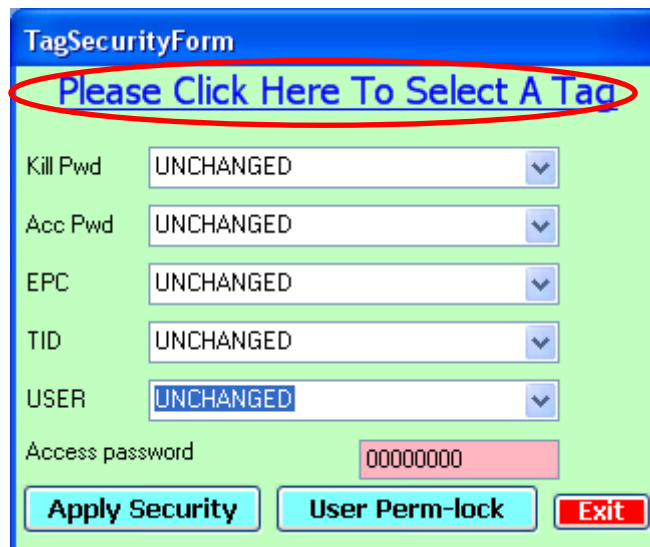 TagSecurityForm
Please Click Here To Select A Tag
Kill Pwd UNCHANGED
Acc Pwd UNCHANGED
EPC UNCHANGED
TID UNCHANGED
USER UNCHANGED
Access password 00000000
Apply Security User Perm-lock Exit